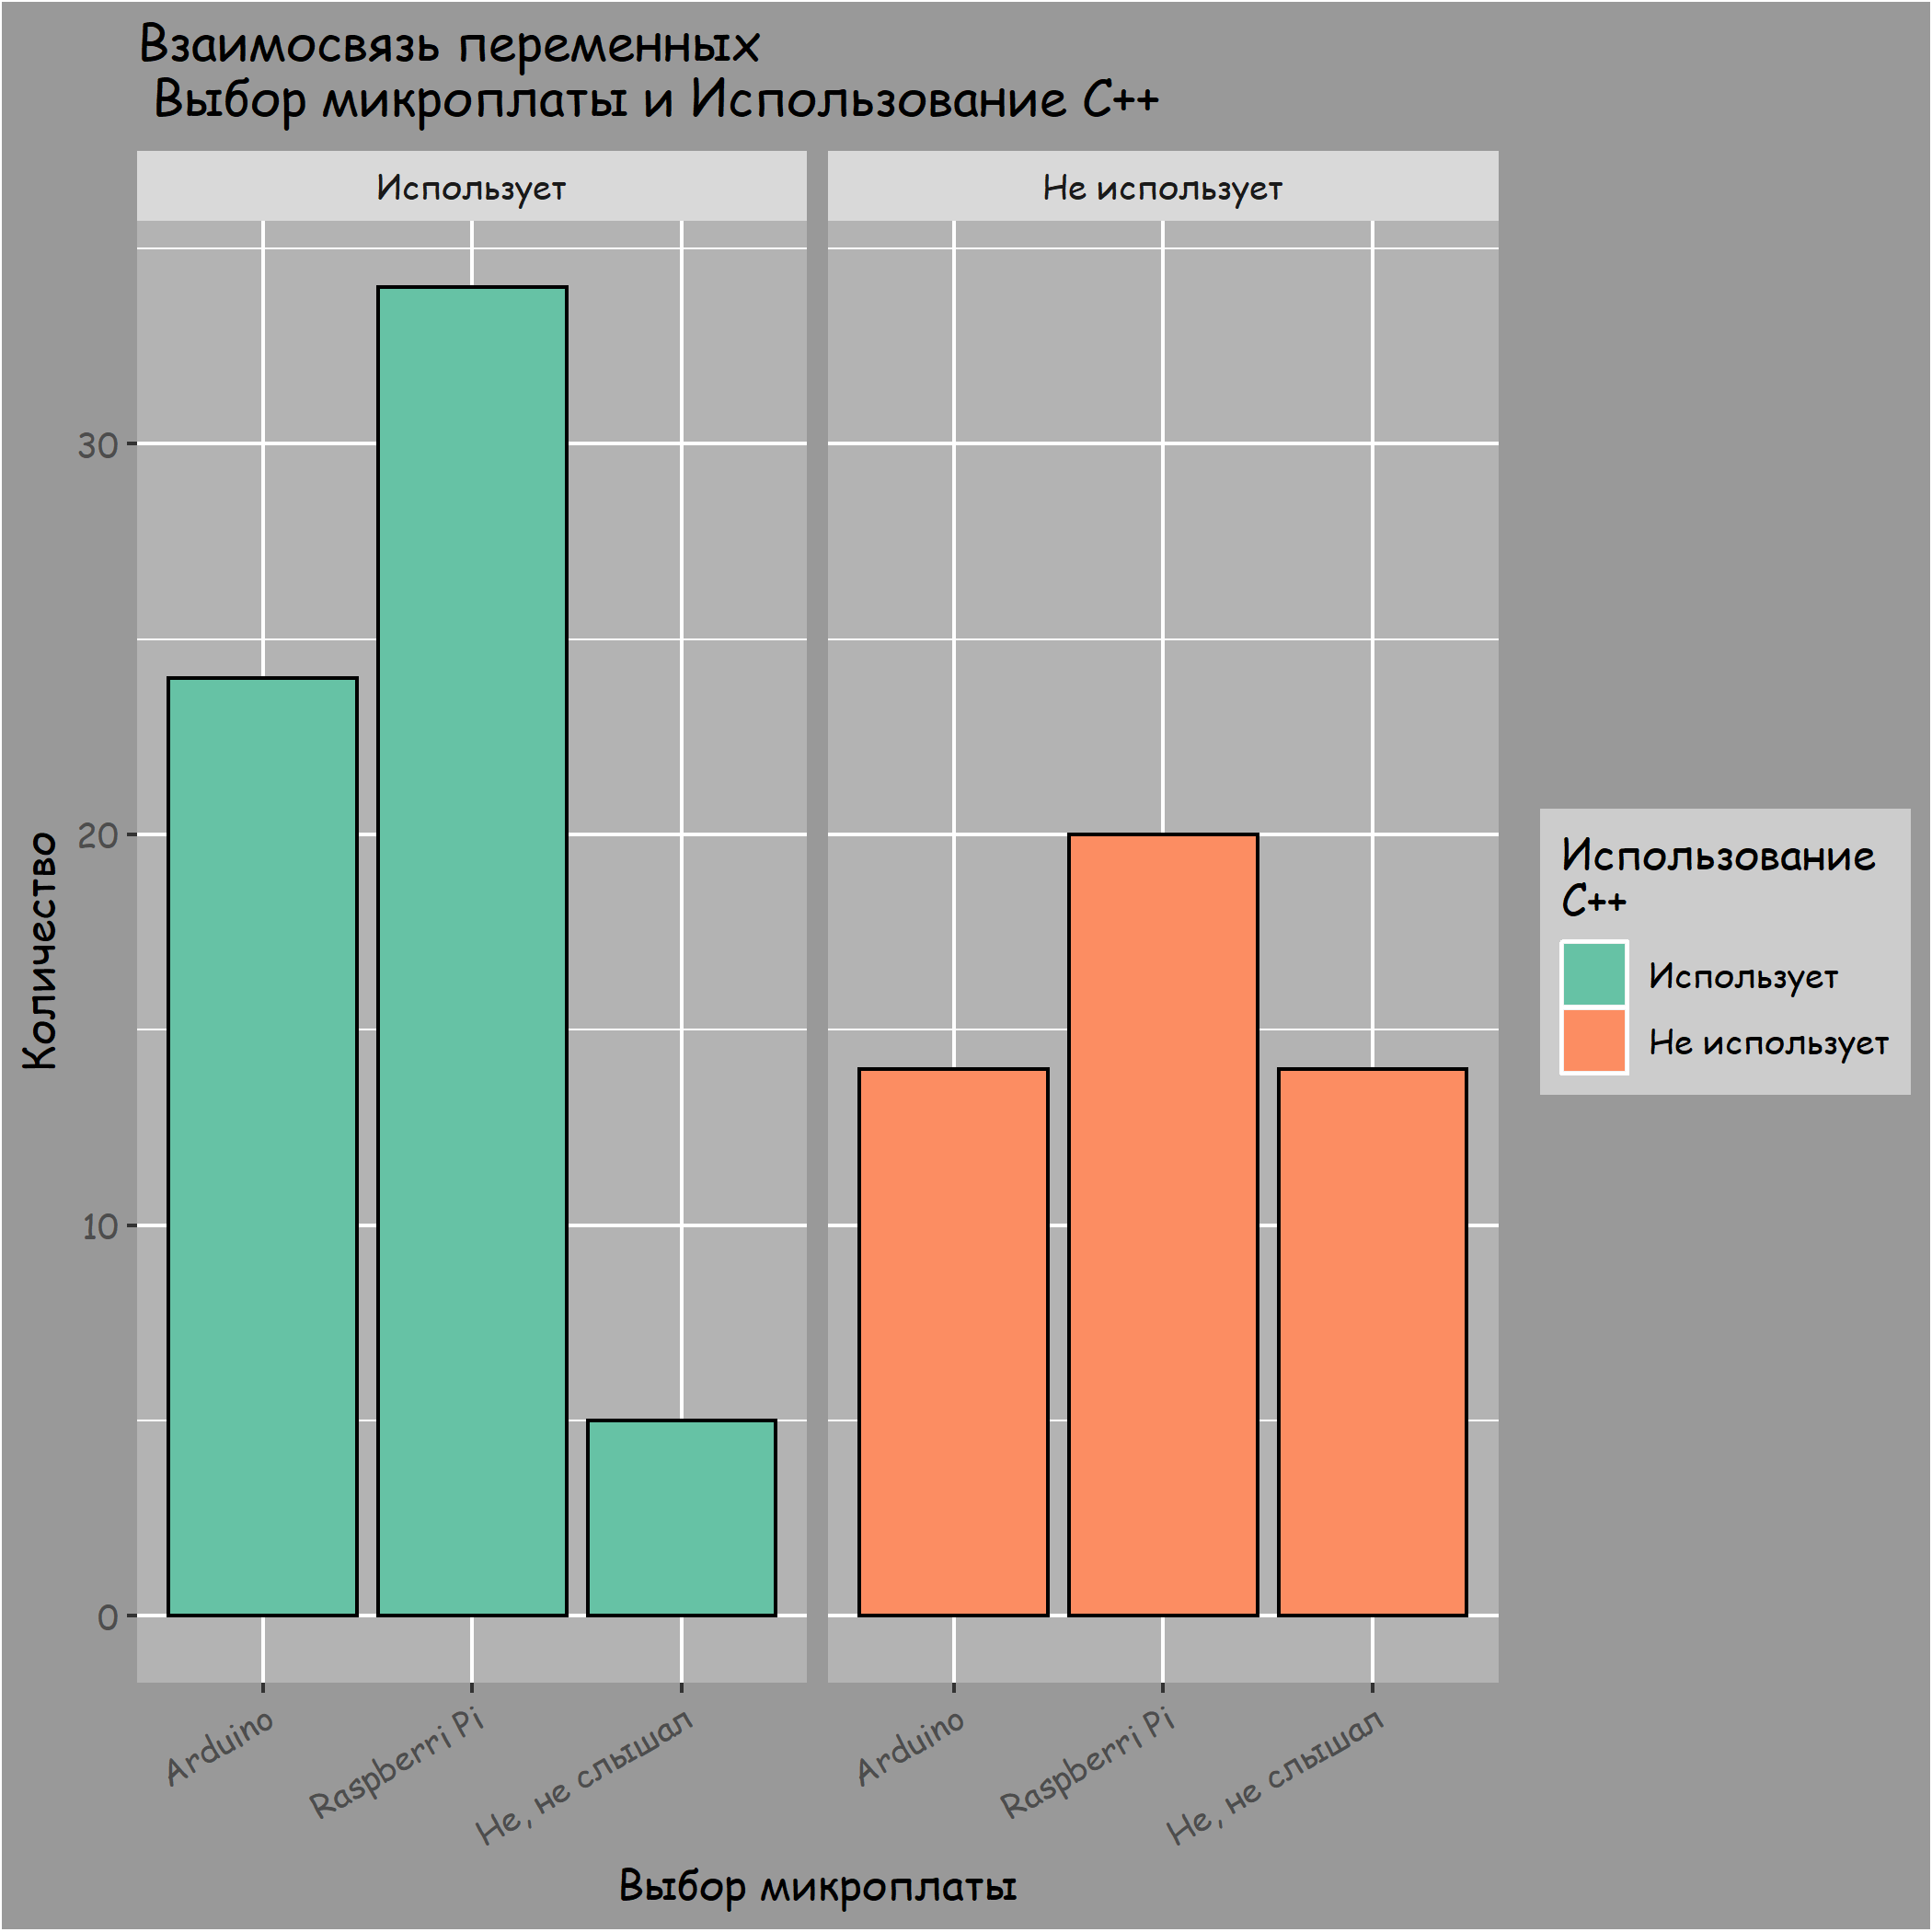 Взаимосвязь переменных
Выбор микроплаты и Использование C++
Использует
Не использует
Количество
30
20
10
0
Arduino
Raspberri Pi
Не, не слышал
Arduino
Raspberri Pi
Не, не слышал
Выбор микроплаты
Использование
C++
Использует
Не использует